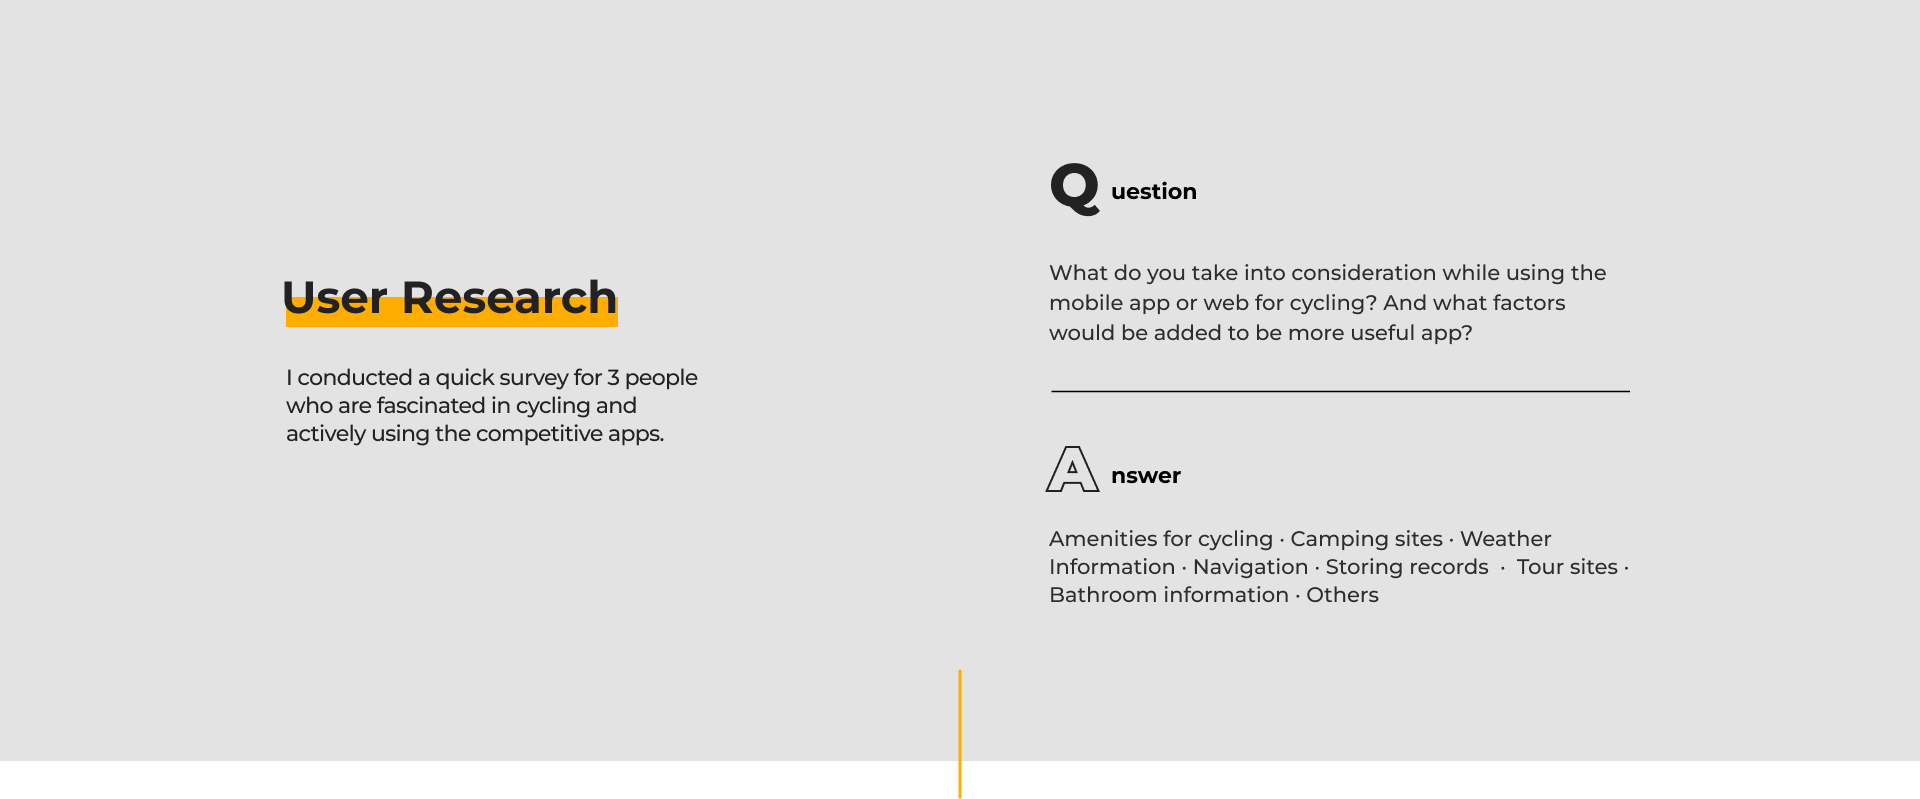 User Research
I conducted a quick survey for 3 people
who are fascinated in cycling and
actively using the competitive apps.
Question
What do you take into consideration while using the
mobile app or web for cycling? And what factors
would be added to be more useful app?
Answer
Amenities for cycling · Camping sites · Weather
Information · Navigation · Storing records · Tour sites ·
Bathroom information · Others